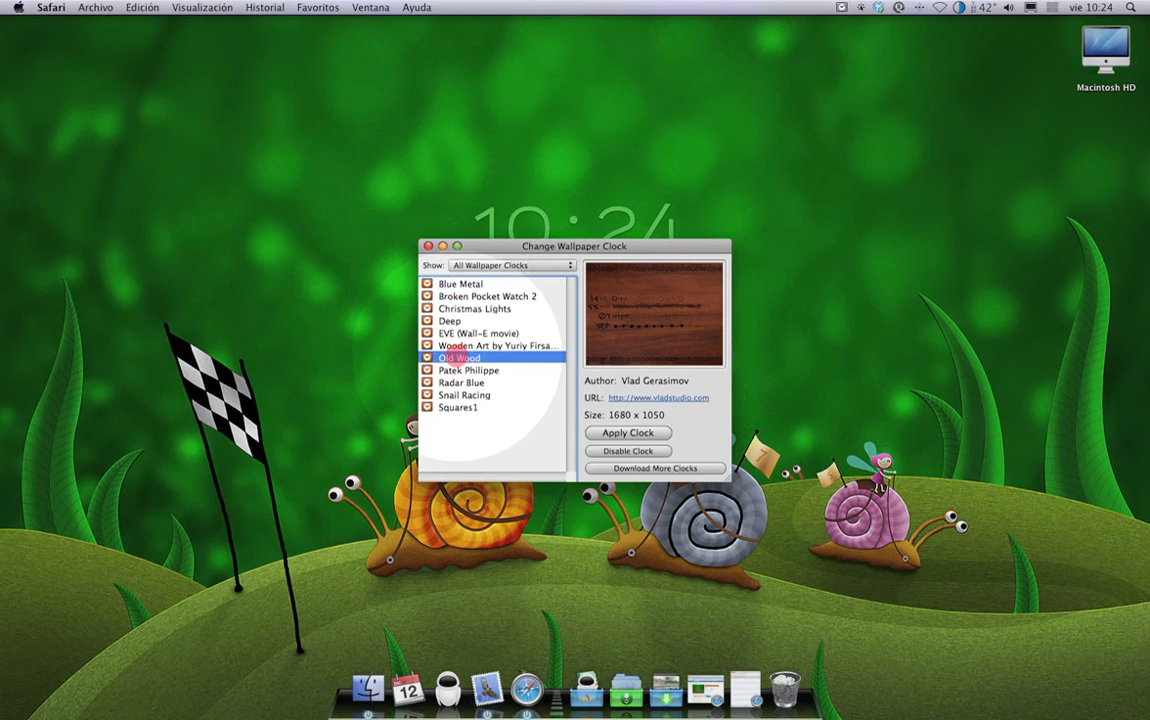 Safari Archivo Edición Visualización Historial Favoritos Ventana Ayuda
42° vie 10:24
Macintosh HD
10:24
Change Wallpaper Clock
Show: All Wallpaper Clocks
Blue Metal
Broken Pocket Watch 2
Christmas Lights
Deep
EVE (Wall-E movie)
Wooden Art by Yuriy Firsa...
Old Wood
Patek Philippe
Radar Blue
Snail Racing
Squares1
Author: Vlad Gerasimov
URL: http://www.vladstudio.com
Size: 1680 x 1050
Apply Clock
Disable Clock
Download More Clocks
7
12